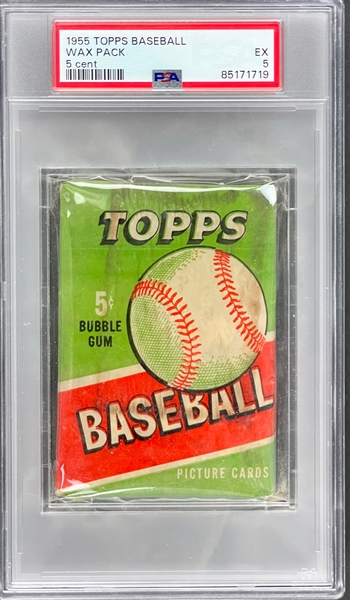 1955 TOPPS BASEBALL
WAX PACK EX
5 cent PSA 5
85171719
TOPPS
5¢
BUBBLE
GUM
BASEBALL
PICTURE CARDS